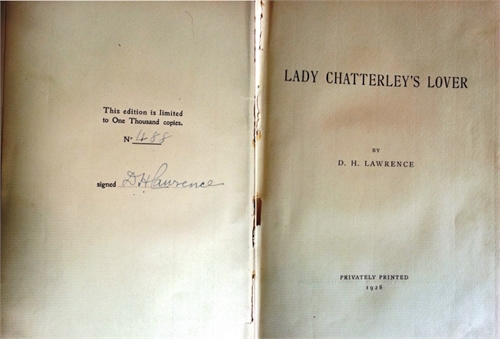 This edition is limited
to One Thousand copies.
Nº 488
signed D. H. Lawrence
LADY CHATTERLEY'S LOVER
BY
D. H. LAWRENCE
PRIVATELY PRINTED
1928